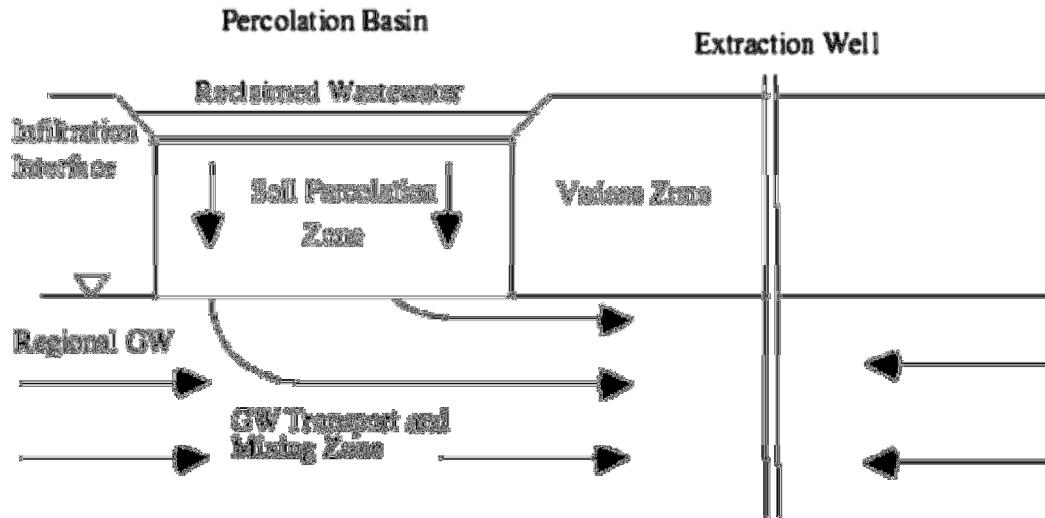 Percolation Basin
Extraction Well
Reclaimed Wastewater
Infiltration
Interface
Soil Percolation
Zone
Vadose Zone
Regional GW
GW Transport and
Mixing Zone